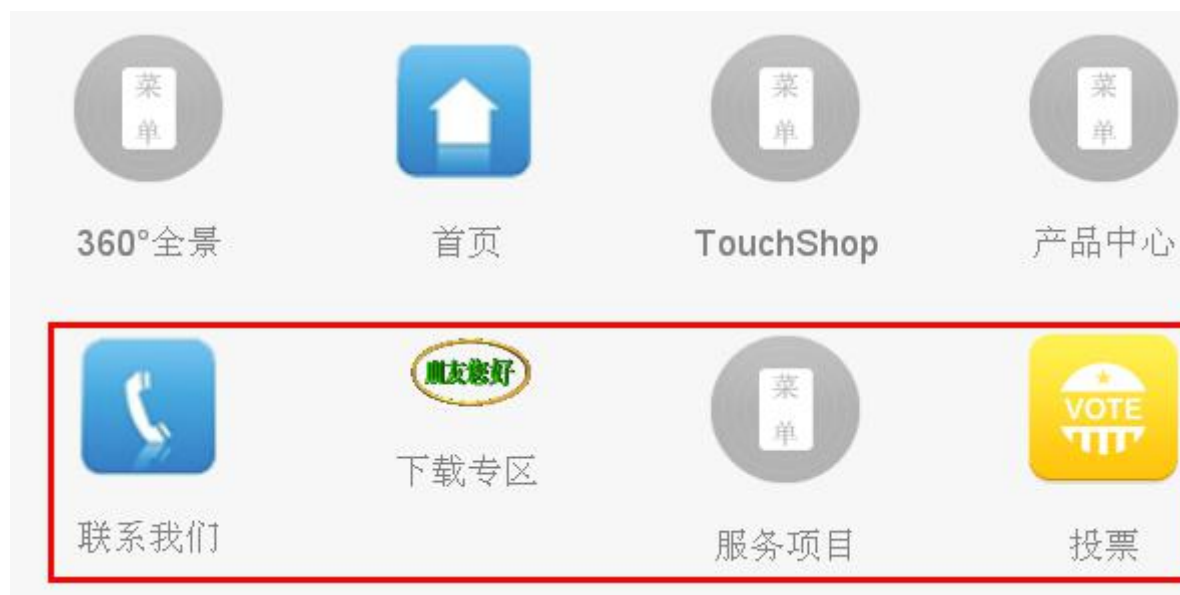 菜
单
菜
单
菜
单
360°全景
首页
TouchShop
产品中心
朋友您好
菜
单
VOTE
下载专区
联系我们
服务项目
投票